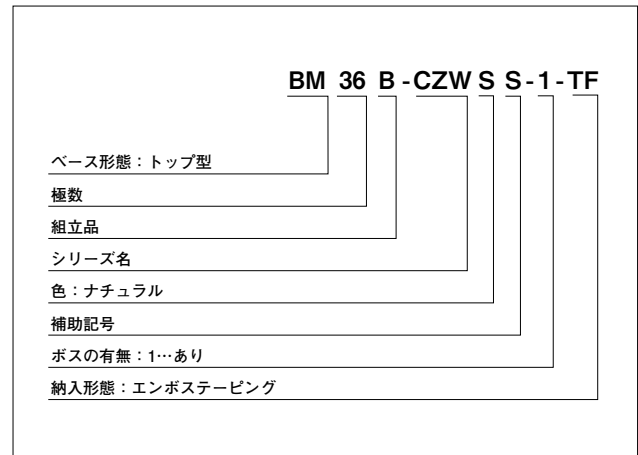 BM 36 B - CZW S S - 1 - TF
ベース形態：トップ型
極数
組立品
シリーズ名
色：ナチュラル
補助記号
ボスの有無：1…あり
納入形態：エンボステーピング